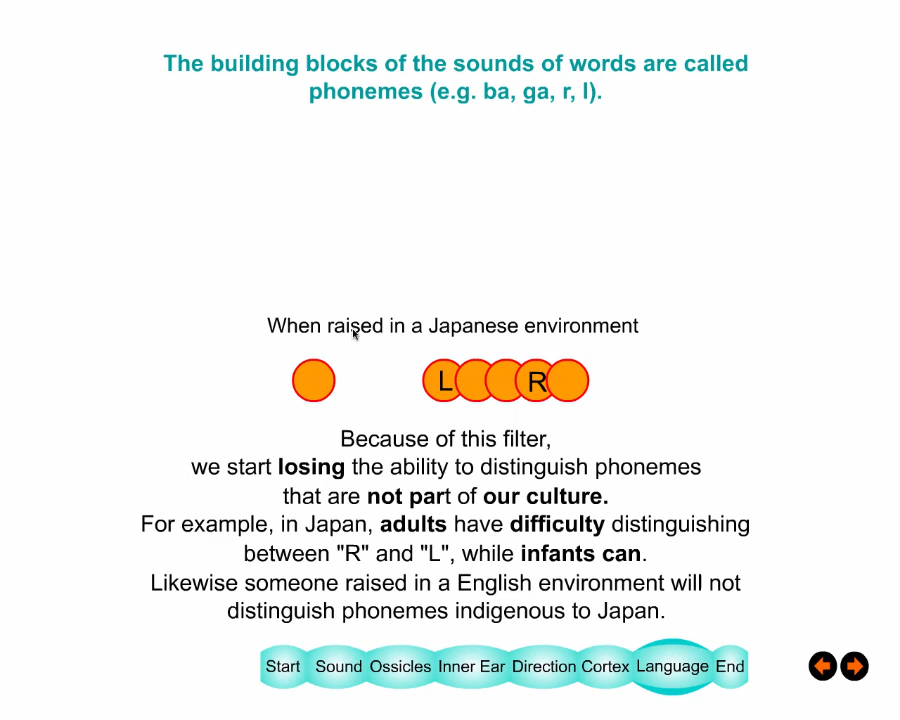 The building blocks of the sounds of words are called
phonemes (e.g. ba, ga, r, l).
When raised in a Japanese environment
L R
Because of this filter,
we start losing the ability to distinguish phonemes
that are not part of our culture.
For example, in Japan, adults have difficulty distinguishing
between "R" and "L", while infants can.
Likewise someone raised in a English environment will not
distinguish phonemes indigenous to Japan.
Start Sound Ossicles Inner Ear Direction Cortex Language End